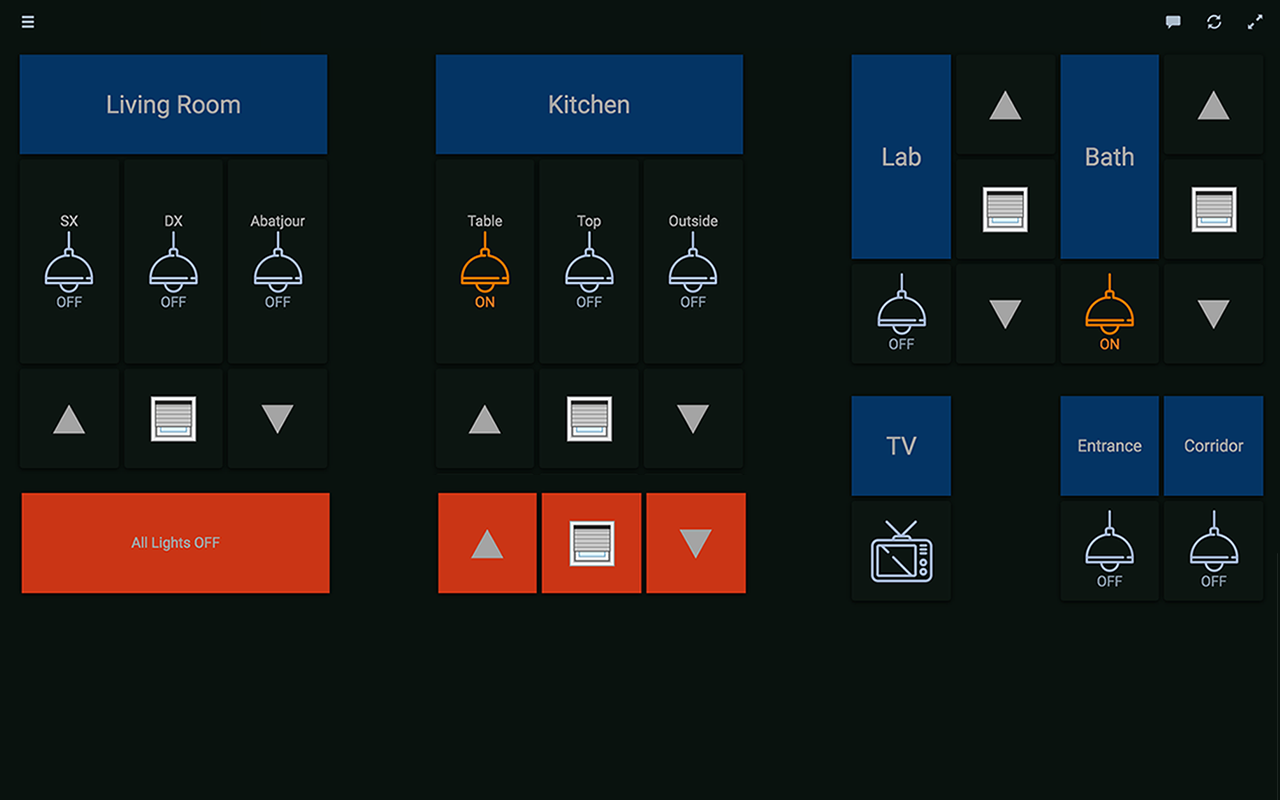 Living Room
SX
OFF
DX
OFF
Abatjour
OFF
All Lights OFF
Kitchen
Table
ON
Top
OFF
Outside
OFF
Lab
OFF
Bath
ON
TV
Entrance
OFF
Corridor
OFF